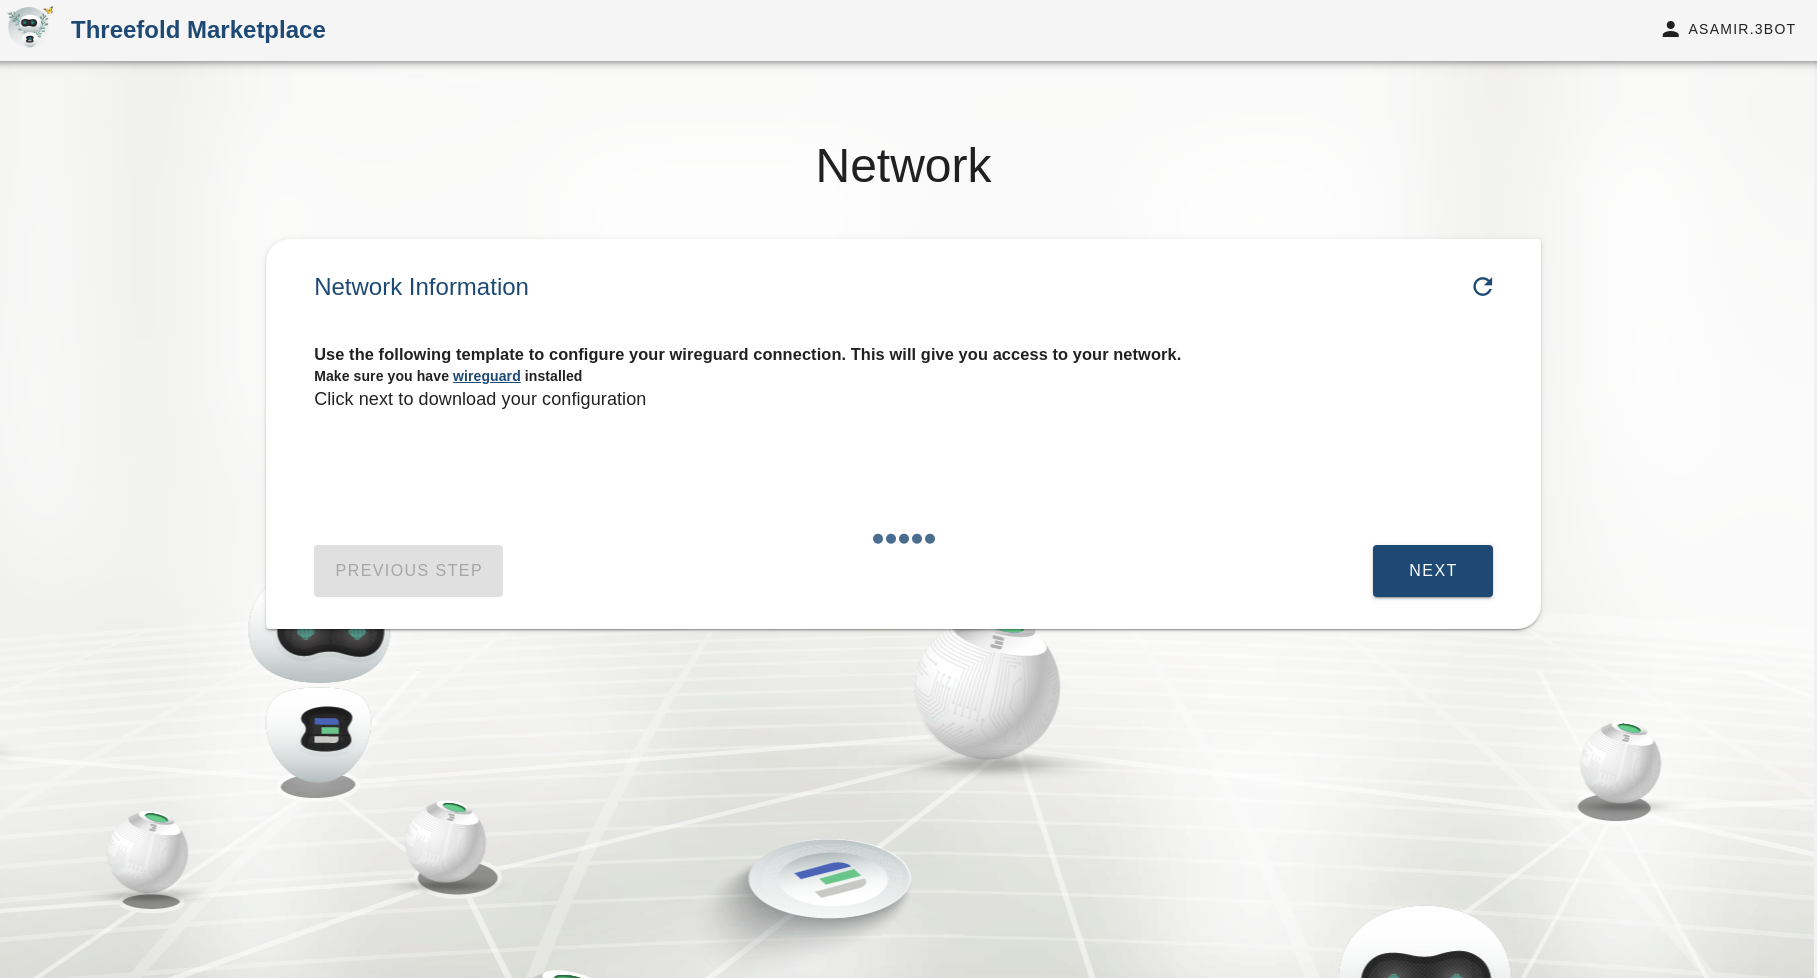 Threefold Marketplace
ASAMIR.3BOT
Network
Network Information
Use the following template to configure your wireguard connection. This will give you access to your network.
Make sure you have wireguard installed
Click next to download your configuration
PREVIOUS STEP
NEXT